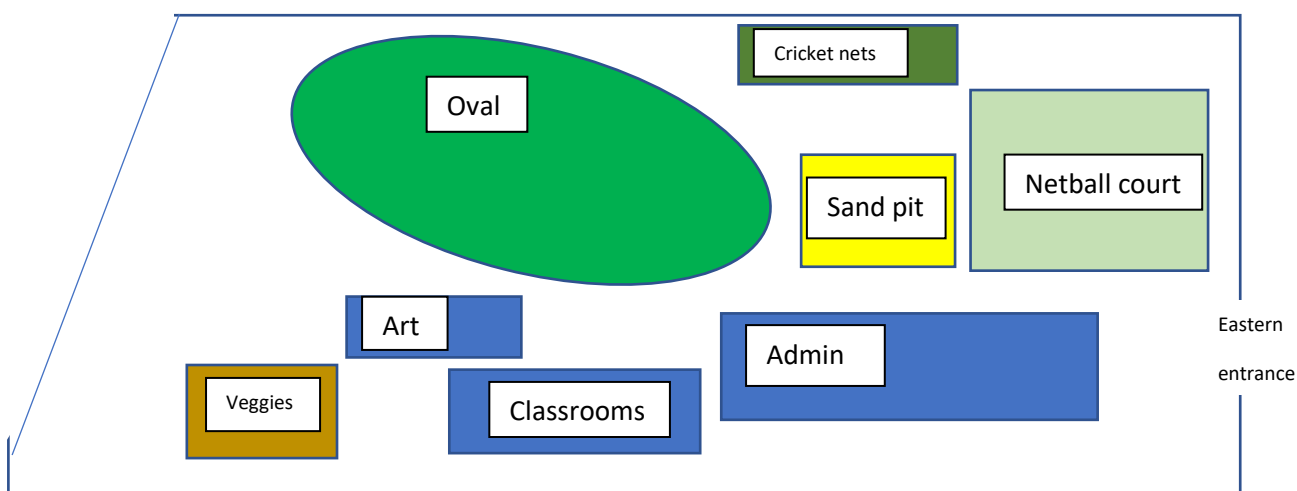 Cricket nets
Oval
Netball court
Sand pit
Eastern
entrance
Art
Admin
Veggies
Classrooms